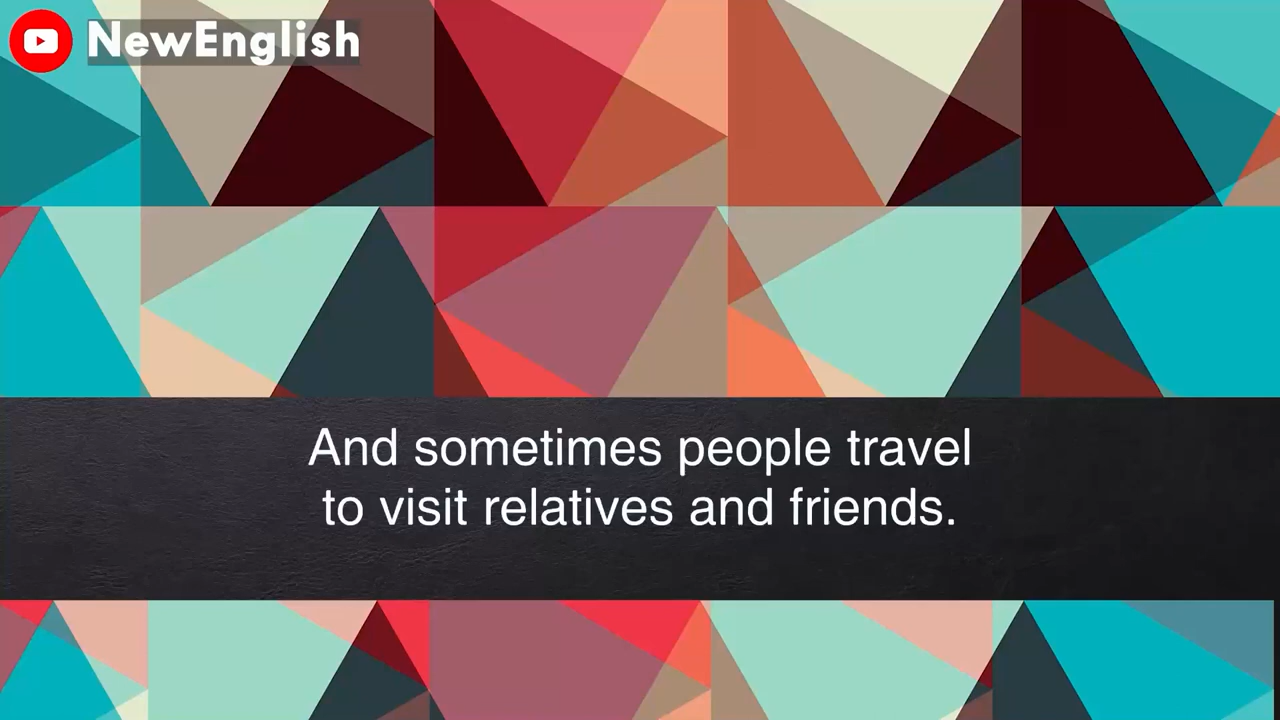 NewEnglish
And sometimes people travel
to visit relatives and friends.